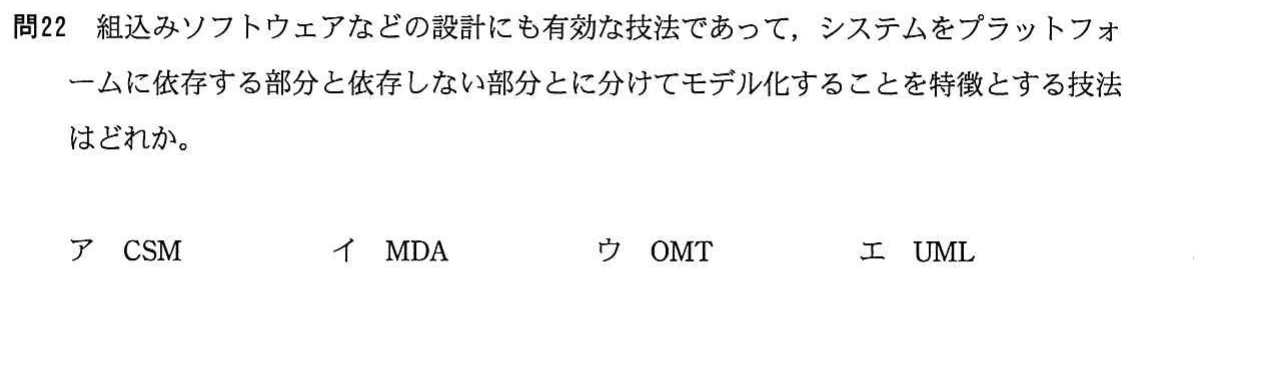 問22 組込みソフトウェアなどの設計にも有効な技法であって，システムをプラットフォ
ームに依存する部分と依存しない部分とに分けてモデル化することを特徴とする技法
はどれか。
ア CSM イ MDA ウ OMT エ UML